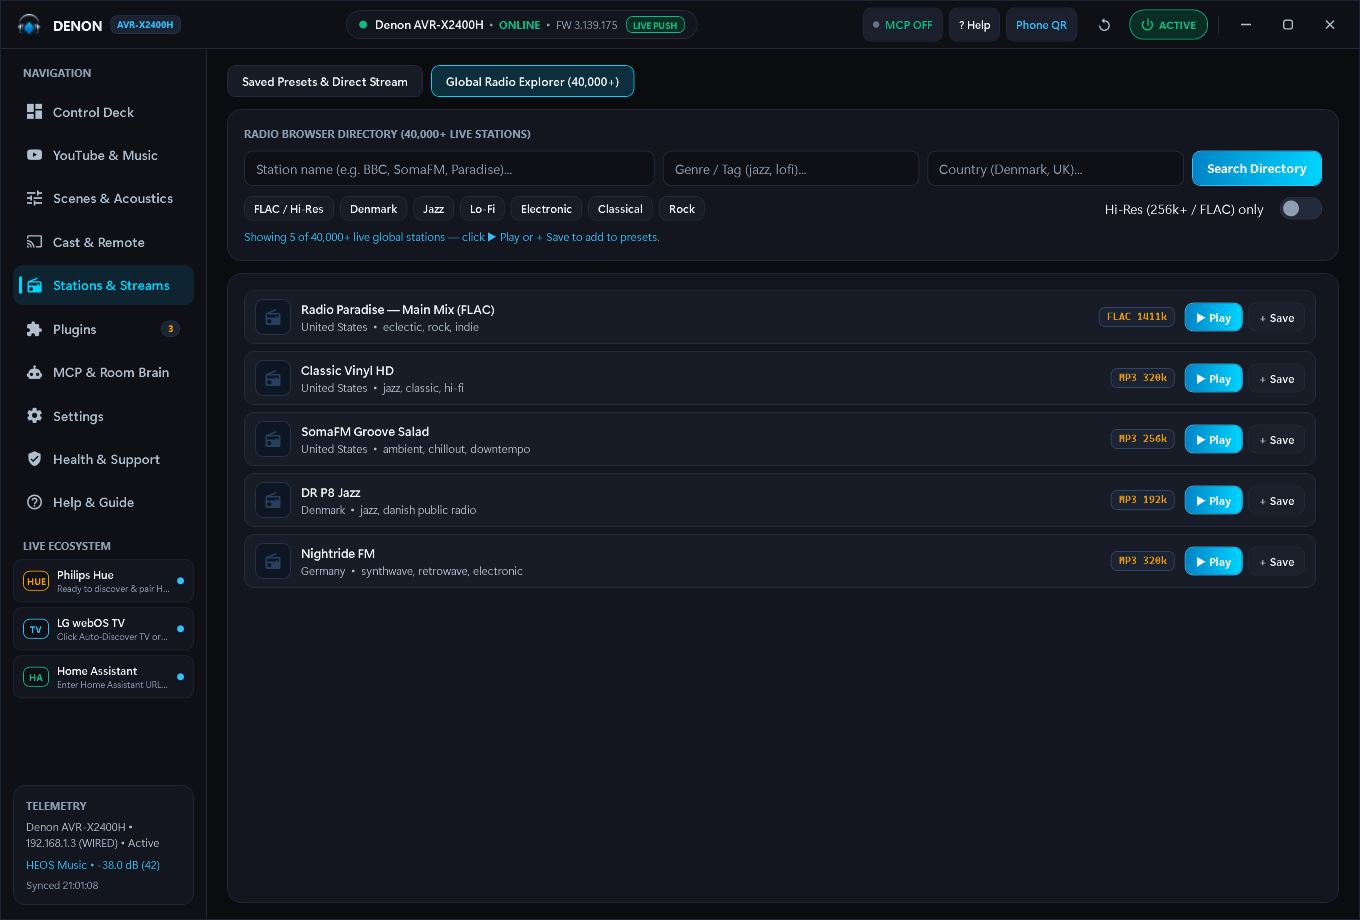 DENON AVR-X2400H
Denon AVR-X2400H • ONLINE • FW 3.139.175 LIVE PUSH
MCP OFF
? Help
Phone QR
ACTIVE
NAVIGATION
Control Deck
YouTube & Music
Scenes & Acoustics
Cast & Remote
Stations & Streams
Plugins 3
MCP & Room Brain
Settings
Health & Support
Help & Guide
LIVE ECOSYSTEM
HUE
Philips Hue
Ready to discover & pair H...
TV
LG webOS TV
Click Auto-Discover TV or...
HA
Home Assistant
Enter Home Assistant URL...
TELEMETRY
Denon AVR-X2400H •
192.168.1.3 (WIRED) • Active
HEOS Music • -38.0 dB (42)
Synced 21:01:08
Saved Presets & Direct Stream
Global Radio Explorer (40,000+)
RADIO BROWSER DIRECTORY (40,000+ LIVE STATIONS)
Station name (e.g. BBC, SomaFM, Paradise)...
Genre / Tag (jazz, lofi)...
Country (Denmark, UK)...
Search Directory
FLAC / Hi-Res
Denmark
Jazz
Lo-Fi
Electronic
Classical
Rock
Hi-Res (256k+ / FLAC) only
Showing 5 of 40,000+ live global stations — click ▶ Play or + Save to add to presets.
Radio Paradise — Main Mix (FLAC)
United States • eclectic, rock, indie
FLAC 1411k
▶ Play
+ Save
Classic Vinyl HD
United States • jazz, classic, hi-fi
MP3 320k
▶ Play
+ Save
SomaFM Groove Salad
United States • ambient, chillout, downtempo
MP3 256k
▶ Play
+ Save
DR P8 Jazz
Denmark • jazz, danish public radio
MP3 192k
▶ Play
+ Save
Nightride FM
Germany • synthwave, retrowave, electronic
MP3 320k
▶ Play
+ Save